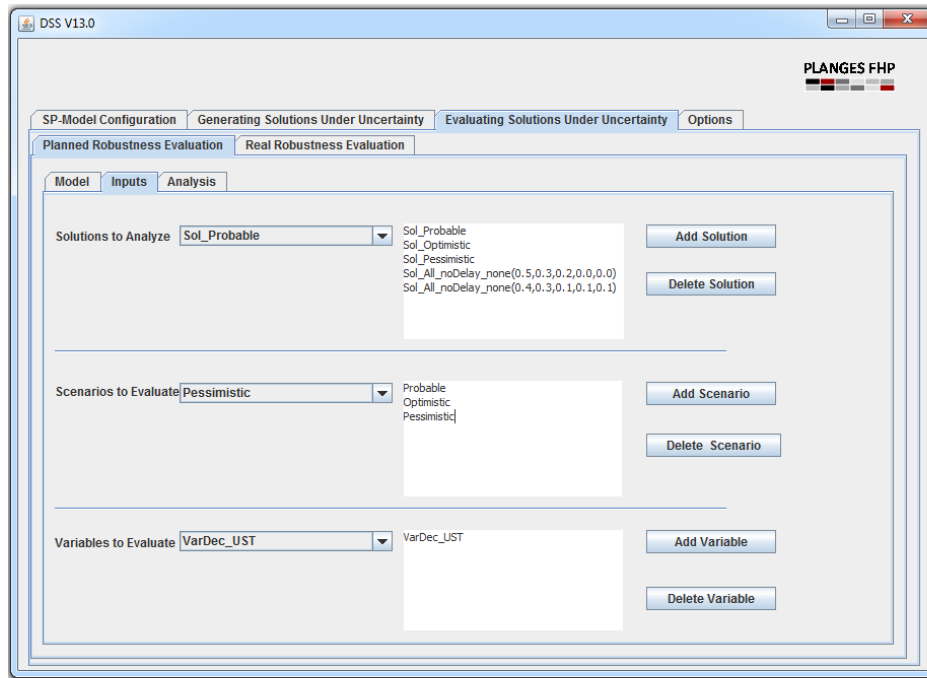 DSS V13.0
PLANGES FHP
SP-Model Configuration Generating Solutions Under Uncertainty Evaluating Solutions Under Uncertainty Options
Planned Robustness Evaluation Real Robustness Evaluation
Model Inputs Analysis
Solutions to Analyze Sol_Probable
Sol_Probable
Sol_Optimistic
Sol_Pessimistic
Sol_All_noDelay_none(0.5,0.3,0.2,0.0,0.0)
Sol_All_noDelay_none(0.4,0.3,0.1,0.1,0.1)
Add Solution
Delete Solution
Scenarios to Evaluate Pessimistic
Probable
Optimistic
Pessimistic
Add Scenario
Delete Scenario
Variables to Evaluate VarDec_UST
VarDec_UST
Add Variable
Delete Variable